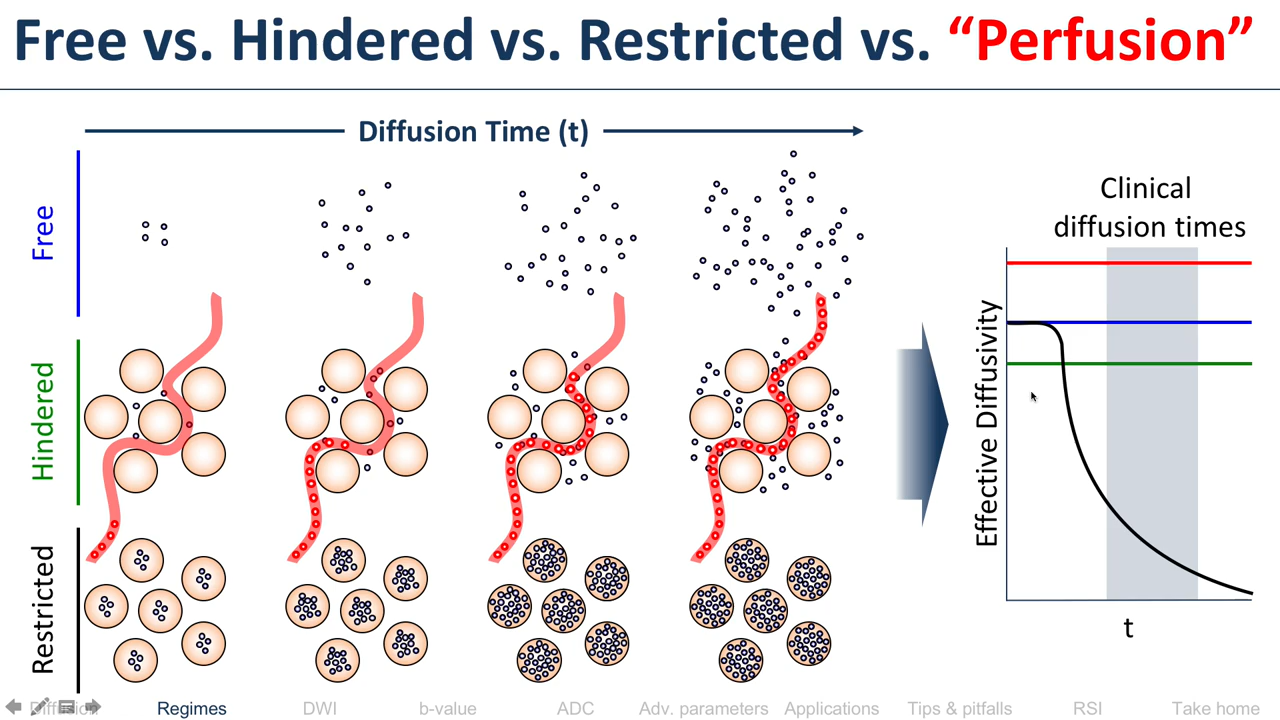 Free vs. Hindered vs. Restricted vs. “Perfusion”
Diffusion Time (t)
Free
Hindered
Restricted
Clinical
diffusion times
Effective Diffusivity
t
Diffusion
Regimes
DWI
b-value
ADC
Adv. parameters
Applications
Tips & pitfalls
RSI
Take home